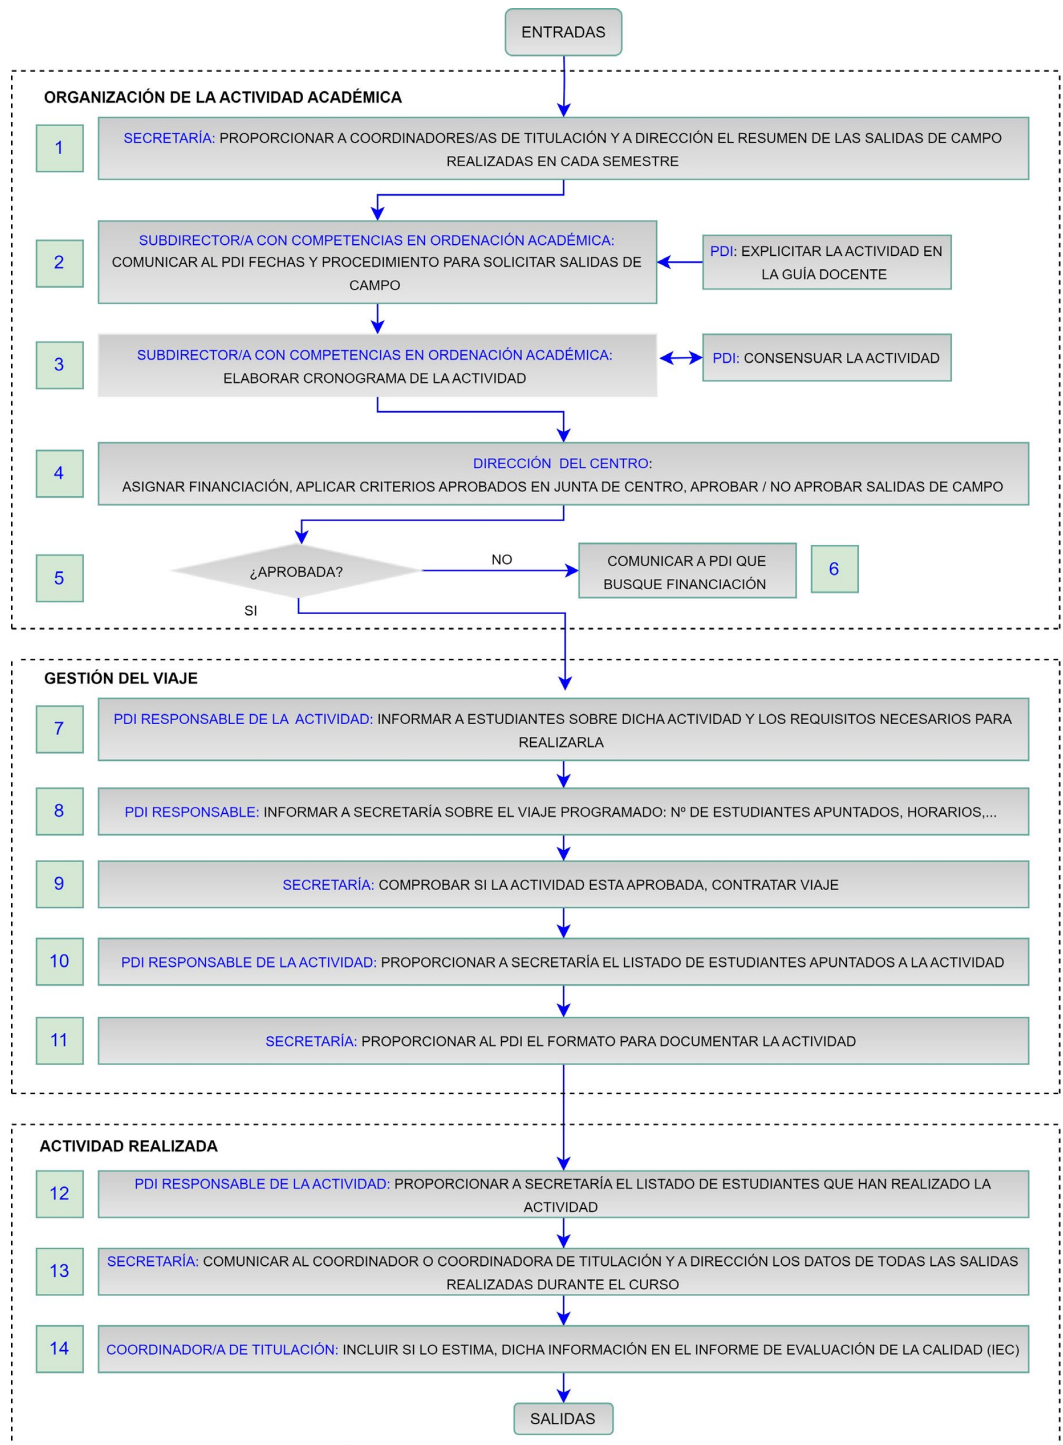 ENTRADAS
ORGANIZACIÓN DE LA ACTIVIDAD ACADÉMICA
1
SECRETARÍA: PROPORCIONAR A COORDINADORES/AS DE TITULACIÓN Y A DIRECCIÓN EL RESUMEN DE LAS SALIDAS DE CAMPO
REALIZADAS EN CADA SEMESTRE
2
SUBDIRECTOR/A CON COMPETENCIAS EN ORDENACIÓN ACADÉMICA:
COMUNICAR AL PDI FECHAS Y PROCEDIMIENTO PARA SOLICITAR SALIDAS DE
CAMPO
PDI: EXPLICITAR LA ACTIVIDAD EN
LA GUÍA DOCENTE
3
SUBDIRECTOR/A CON COMPETENCIAS EN ORDENACIÓN ACADÉMICA:
ELABORAR CRONOGRAMA DE LA ACTIVIDAD
PDI: CONSENSUAR LA ACTIVIDAD
4
DIRECCIÓN DEL CENTRO:
ASIGNAR FINANCIACIÓN, APLICAR CRITERIOS APROBADOS EN JUNTA DE CENTRO, APROBAR / NO APROBAR SALIDAS DE CAMPO
5
¿APROBADA?
NO
COMUNICAR A PDI QUE
BUSQUE FINANCIACIÓN
6
SI
GESTIÓN DEL VIAJE
7
PDI RESPONSABLE DE LA ACTIVIDAD: INFORMAR A ESTUDIANTES SOBRE DICHA ACTIVIDAD Y LOS REQUISITOS NECESARIOS PARA
REALIZARLA
8
PDI RESPONSABLE: INFORMAR A SECRETARÍA SOBRE EL VIAJE PROGRAMADO: Nº DE ESTUDIANTES APUNTADOS, HORARIOS,...
9
SECRETARÍA: COMPROBAR SI LA ACTIVIDAD ESTA APROBADA, CONTRATAR VIAJE
10
PDI RESPONSABLE DE LA ACTIVIDAD: PROPORCIONAR A SECRETARÍA EL LISTADO DE ESTUDIANTES APUNTADOS A LA ACTIVIDAD
11
SECRETARÍA: PROPORCIONAR AL PDI EL FORMATO PARA DOCUMENTAR LA ACTIVIDAD
ACTIVIDAD REALIZADA
12
PDI RESPONSABLE DE LA ACTIVIDAD: PROPORCIONAR A SECRETARÍA EL LISTADO DE ESTUDIANTES QUE HAN REALIZADO LA
ACTIVIDAD
13
SECRETARÍA: COMUNICAR AL COORDINADOR O COORDINADORA DE TITULACIÓN Y A DIRECCIÓN LOS DATOS DE TODAS LAS SALIDAS
REALIZADAS DURANTE EL CURSO
14
COORDINADOR/A DE TITULACIÓN: INCLUIR SI LO ESTIMA, DICHA INFORMACIÓN EN EL INFORME DE EVALUACIÓN DE LA CALIDAD (IEC)
SALIDAS